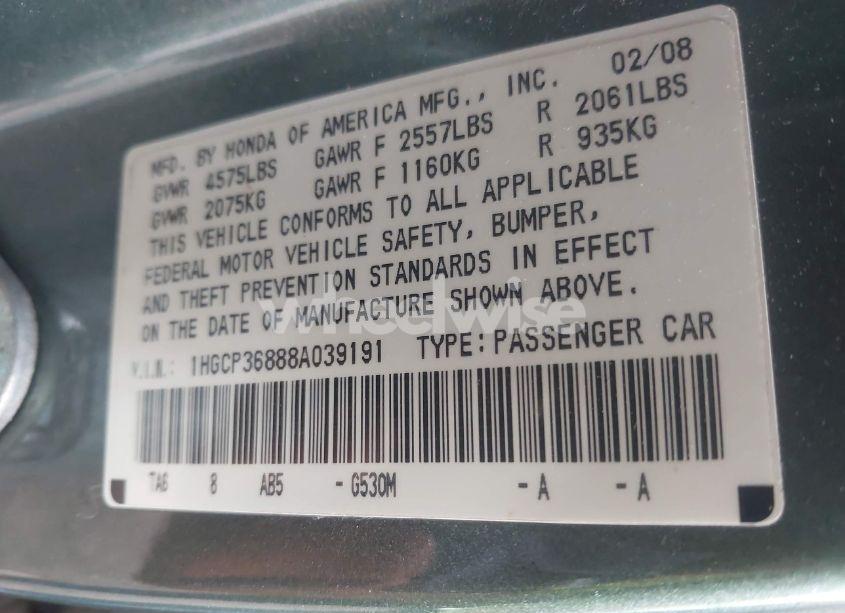 MFD. BY HONDA OF AMERICA MFG., INC. 02/08
GVWR 4575LBS GAWR F 2557LBS R 2061LBS
GVWR 2075KG GAWR F 1160KG R 935KG
THIS VEHICLE CONFORMS TO ALL APPLICABLE
FEDERAL MOTOR VEHICLE SAFETY, BUMPER,
AND THEFT PREVENTION STANDARDS IN EFFECT
ON THE DATE OF MANUFACTURE SHOWN ABOVE.
wheelwise
V.I.N.: 1HGCP36888A039191 TYPE: PASSENGER CAR
TA6 8 AB5 - G530M - A - A